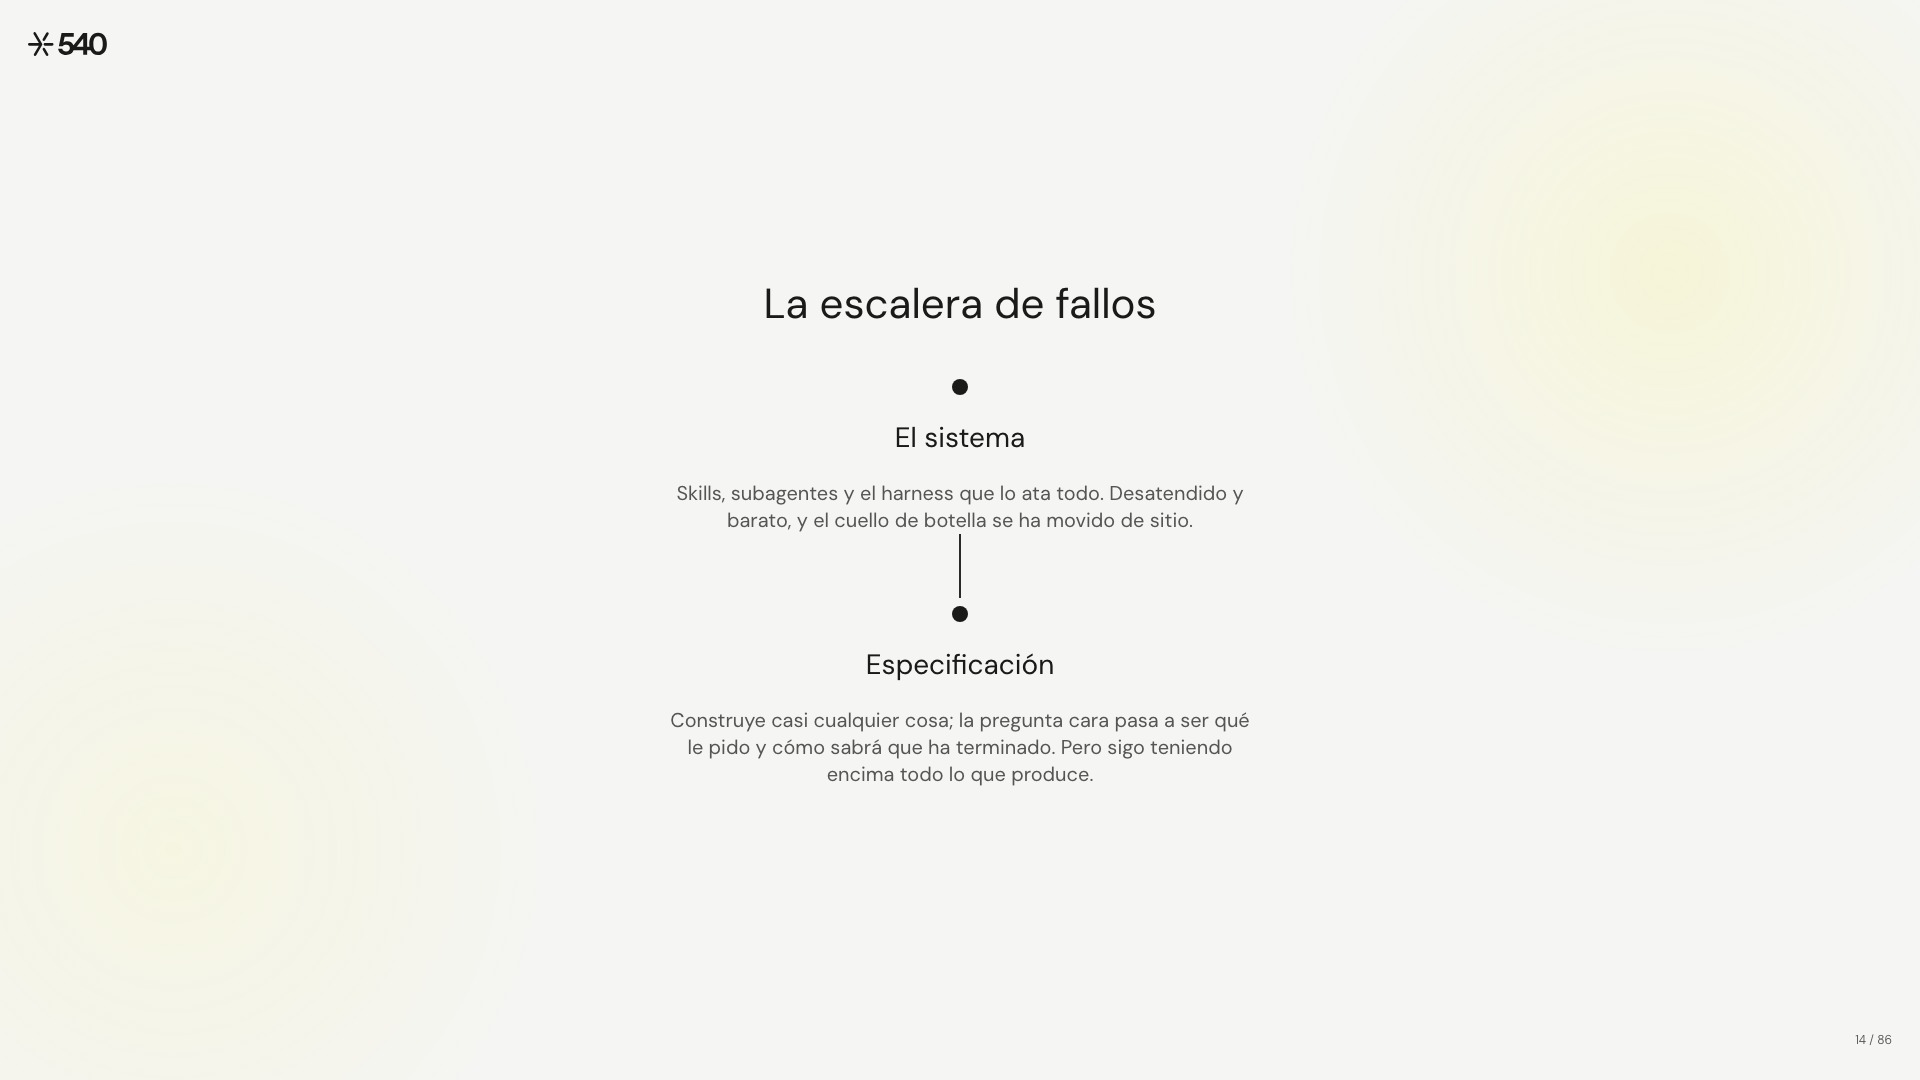 540
La escalera de fallos
El sistema
Skills, subagentes y el harness que lo ata todo. Desatendido y
barato, y el cuello de botella se ha movido de sitio.
Especificación
Construye casi cualquier cosa; la pregunta cara pasa a ser qué
le pido y cómo sabrá que ha terminado. Pero sigo teniendo
encima todo lo que produce.
14 / 86